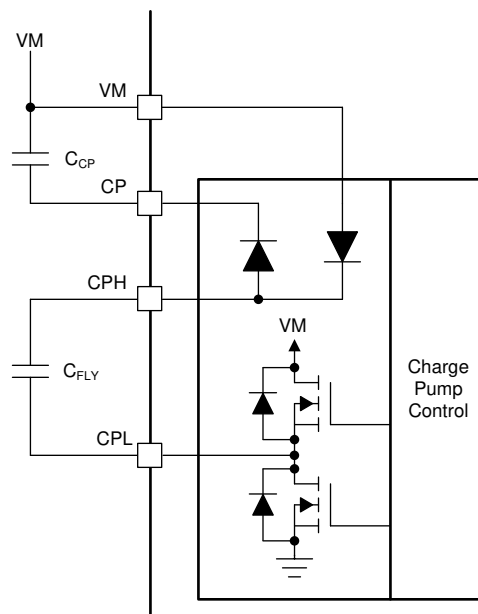 VM
VM
C_CP
CP
CPH
VM
C_FLY
Charge
Pump
Control
CPL